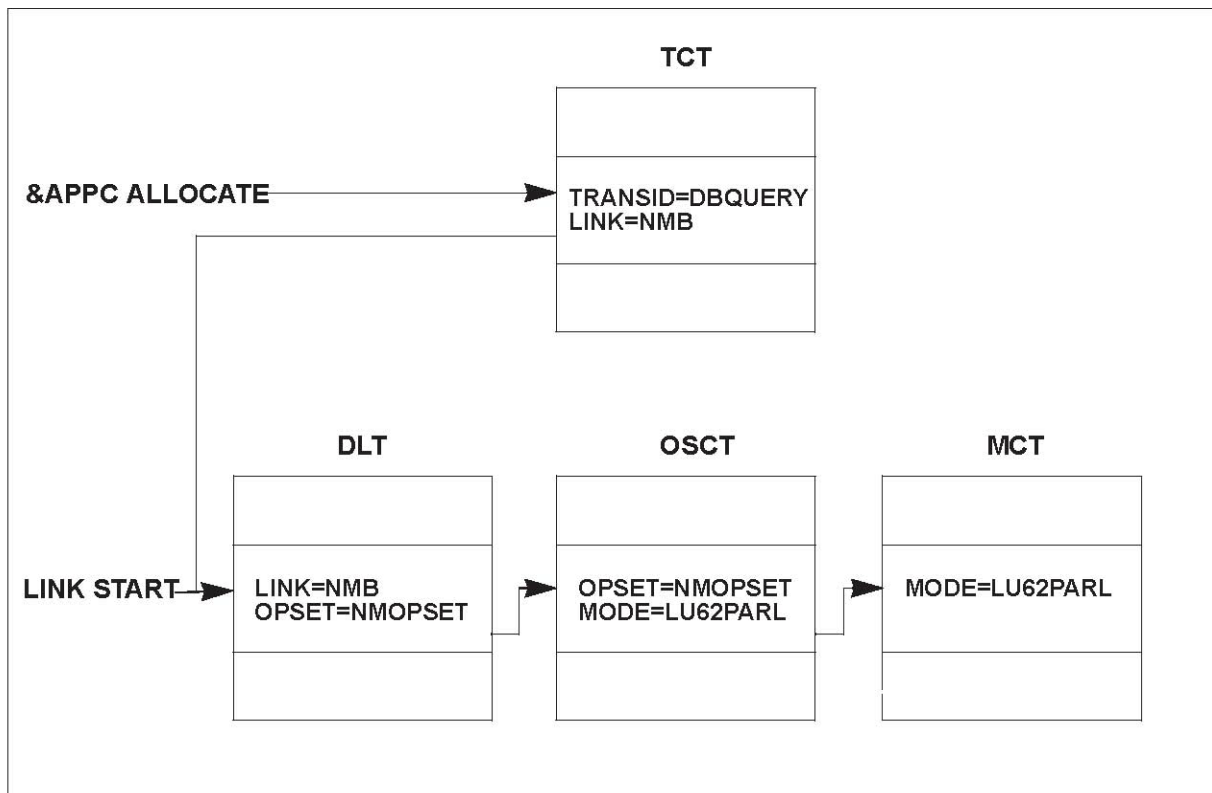 TCT
&APPC ALLOCATE
TRANSID=DBQUERY
LINK=NMB
DLT
OSCT
MCT
LINK START
LINK=NMB
OPSET=NMOPSET
OPSET=NMOPSET
MODE=LU62PARL
MODE=LU62PARL